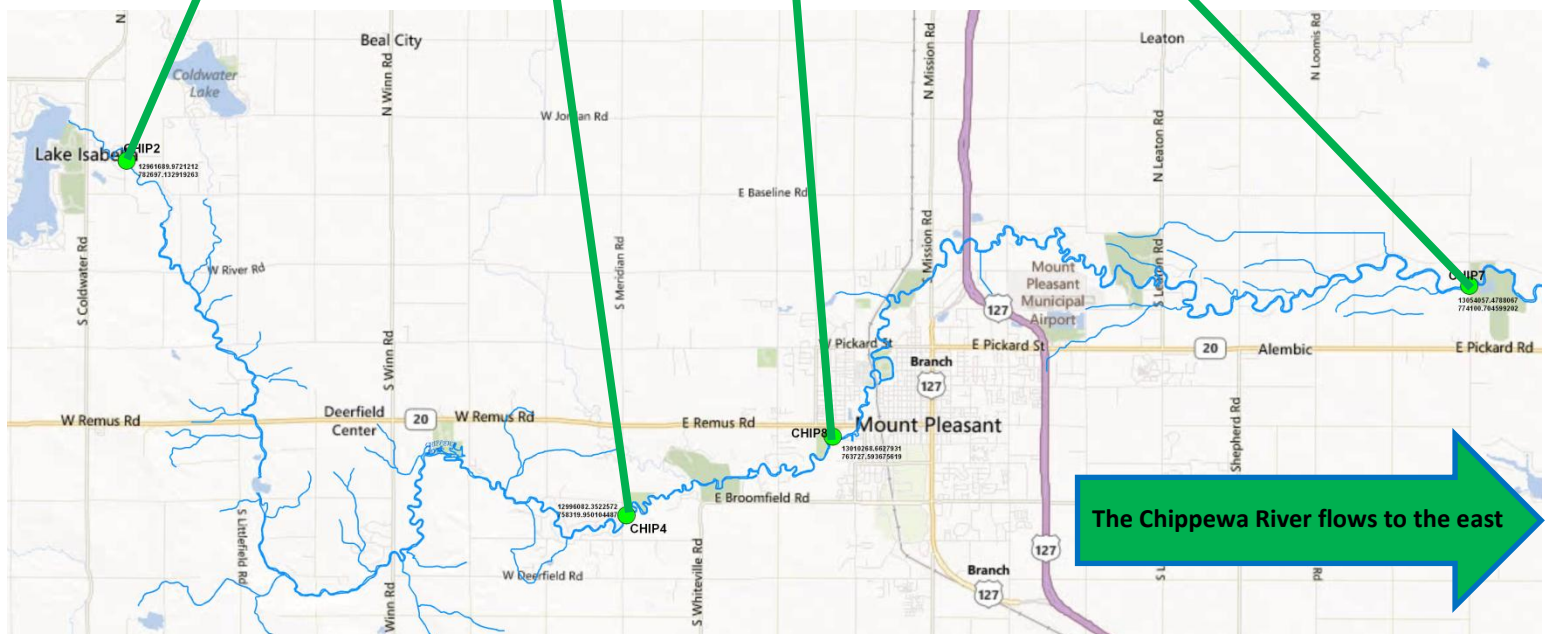 N
Beal City
Coldwater
Lake
N Winn Rd
W Jordan Rd
N Mission Rd
Leaton
N Loomis Rd
CHIP2
Lake Isabella
12961689.9721212
782697.132919263
E Baseline Rd
N Leaton Rd
S Coldwater Rd
W River Rd
S Meridian Rd
S Mission Rd
Mount
Pleasant
Municipal
Airport
S Leaton Rd
CHIP7
13054057.4788067
774100.704599202
127
S Winn Rd
W Pickard St
E Pickard St
20
Alembic
E Pickard Rd
Branch
127
W Remus Rd
Deerfield
Center
20
W Remus Rd
E Remus Rd
CHIP8
Mount Pleasant
13010268.6627931
763727.593675619
Shepherd Rd
S Littlefield Rd
12996082.3522572
758319.950104487
CHIP4
E Broomfield Rd
The Chippewa River flows to the east
127
W Deerfield Rd
S Whiteville Rd
Winn Rd
Branch
127
S L
Rd